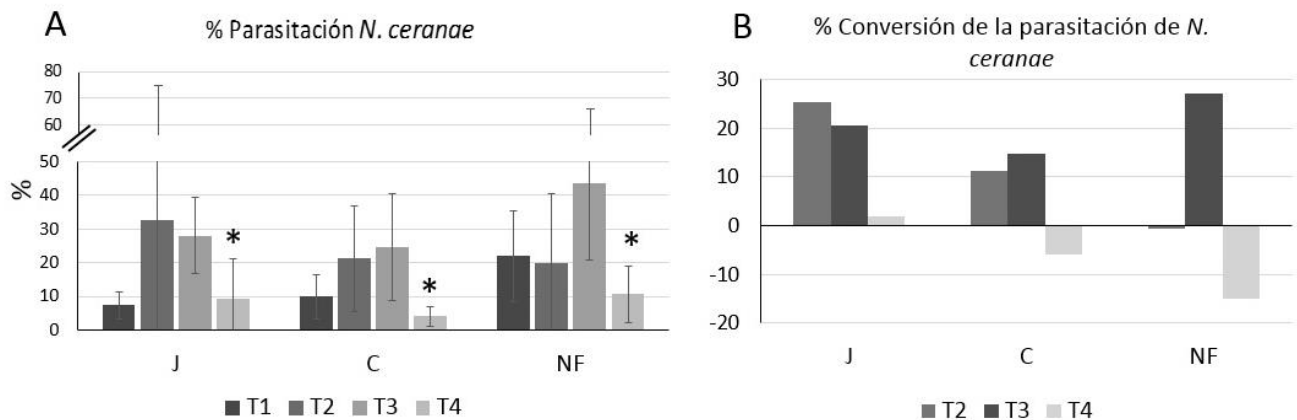 A
% Parasitación N. ceranae
80
70
60
50
40
30
20
10
0
%
*
*
*
J C NF
T1 T2 T3 T4
B
% Conversión de la parasitación de N.
ceranae
30
20
10
0
-10
-20
J C NF
T2 T3 T4